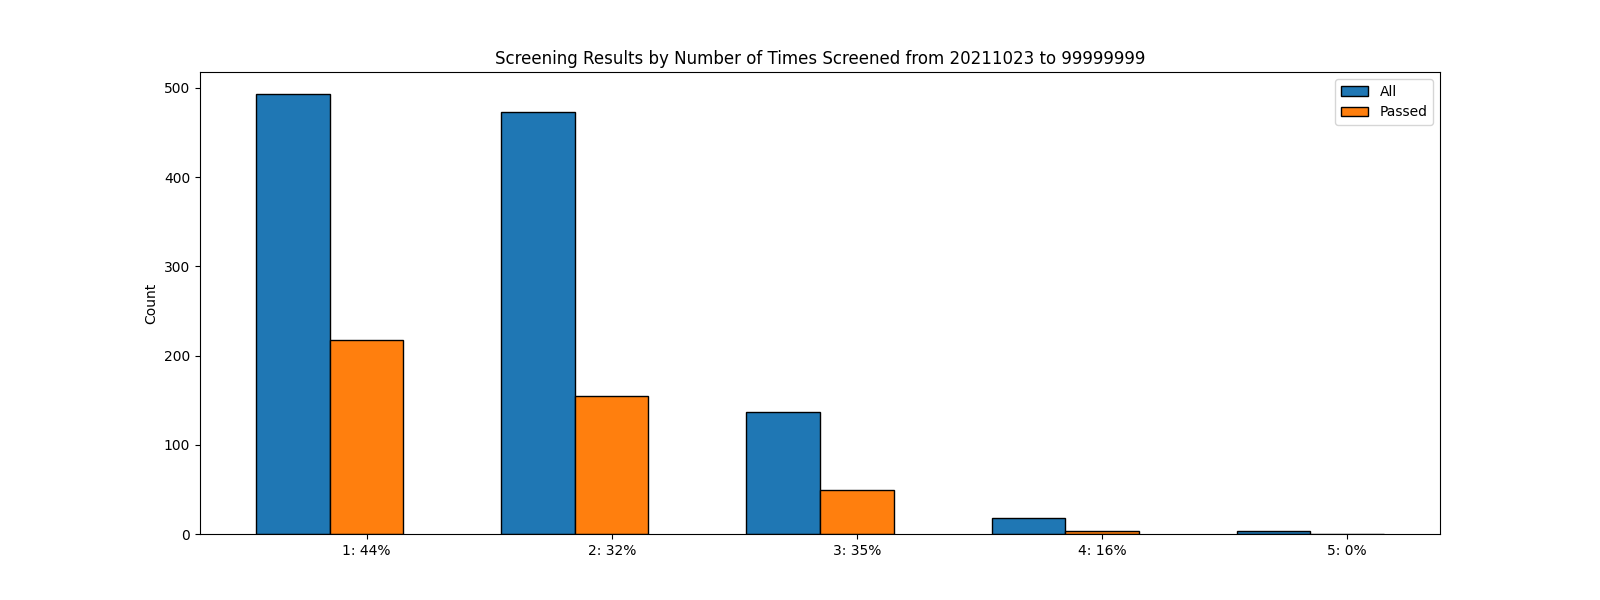 Screening Results by Number of Times Screened from 20211023 to 99999999
All
Passed
500
400
300
200
100
0
Count
1: 44%
2: 32%
3: 35%
4: 16%
5: 0%